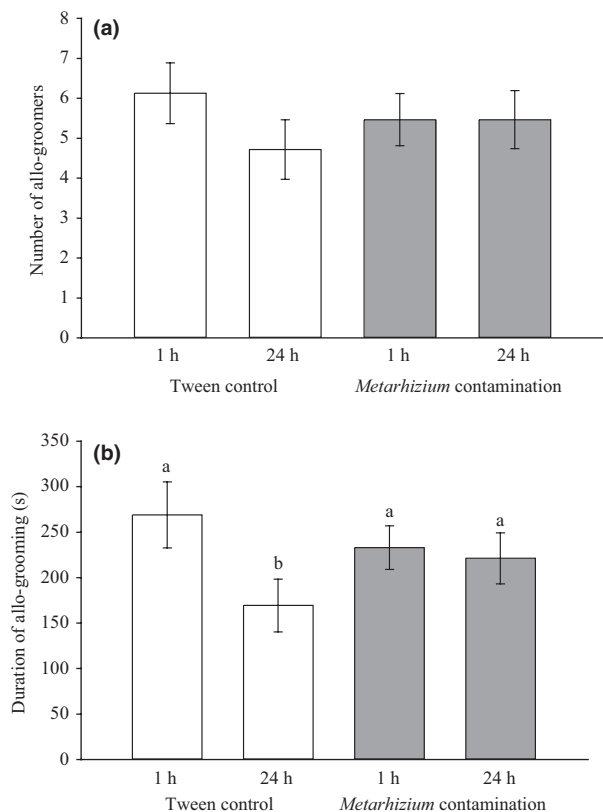 (a)
Number of allo-groomers
8
7
6
5
4
3
2
1
0
1 h 24 h 1 h 24 h
Tween control Metarhizium contamination
(b)
Duration of allo-grooming (s)
350
300
250
200
150
100
50
0
a
b
a
a
1 h 24 h 1 h 24 h
Tween control Metarhizium contamination